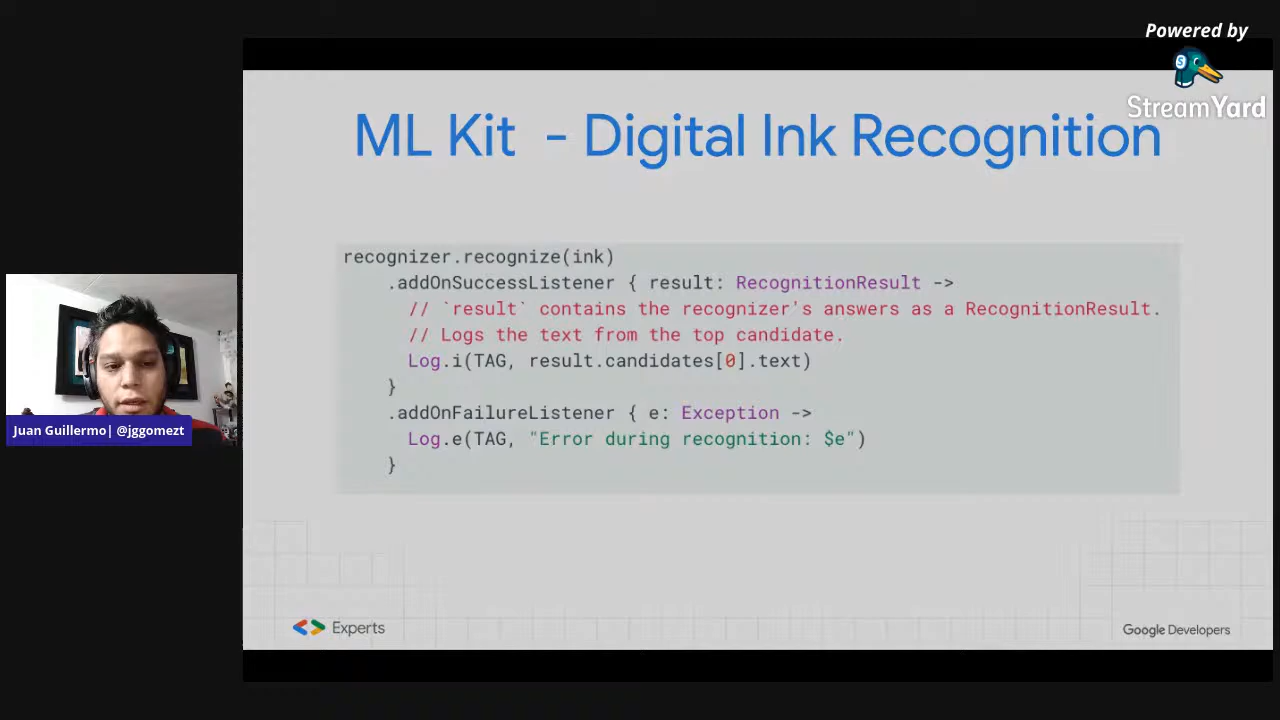 Powered by
StreamYard
ML Kit - Digital Ink Recognition
recognizer.recognize(ink)
.addOnSuccessListener { result: RecognitionResult ->
// `result` contains the recognizer's answers as a RecognitionResult.
// Logs the text from the top candidate.
Log.i(TAG, result.candidates[0].text)
}
.addOnFailureListener { e: Exception ->
Log.e(TAG, "Error during recognition: $e")
}
Juan Guillermo| @jggomezt
Experts
Google Developers